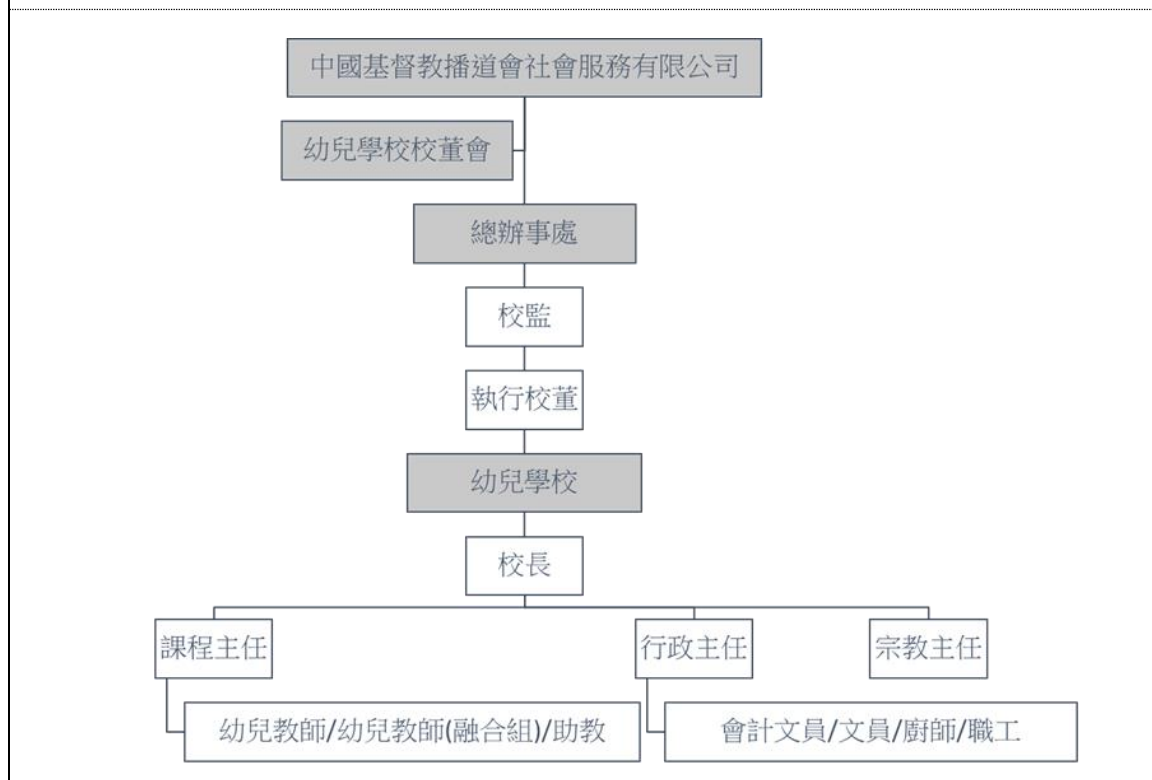 中國基督教播道會社會服務有限公司
幼兒學校校董會
總辦事處
校監
執行校董
幼兒學校
校長
課程主任
行政主任
宗教主任
幼兒教師/幼兒教師(融合組)/助教
會計文員/文員/廚師/職工